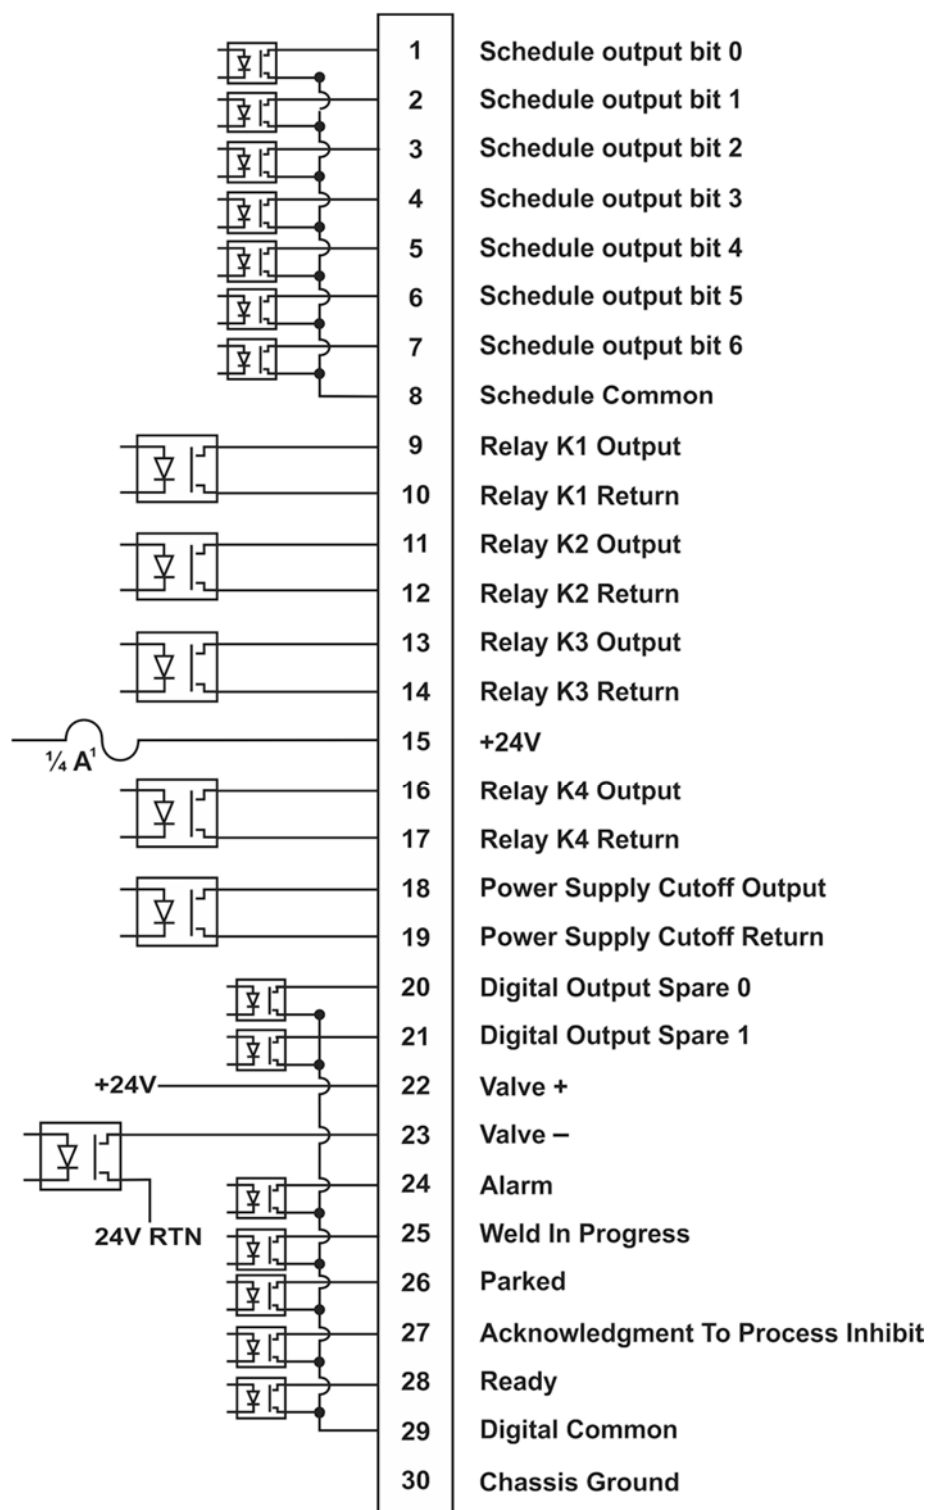 1 Schedule output bit 0
2 Schedule output bit 1
3 Schedule output bit 2
4 Schedule output bit 3
5 Schedule output bit 4
6 Schedule output bit 5
7 Schedule output bit 6
8 Schedule Common
9 Relay K1 Output
10 Relay K1 Return
11 Relay K2 Output
12 Relay K2 Return
13 Relay K3 Output
14 Relay K3 Return
15 +24V
¼ A¹
16 Relay K4 Output
17 Relay K4 Return
18 Power Supply Cutoff Output
19 Power Supply Cutoff Return
20 Digital Output Spare 0
21 Digital Output Spare 1
+24V 22 Valve +
23 Valve –
24 Alarm
24V RTN 25 Weld In Progress
26 Parked
27 Acknowledgment To Process Inhibit
28 Ready
29 Digital Common
30 Chassis Ground